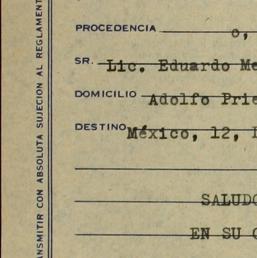 PROCEDENCIA o,
SR. Lic. Eduardo Me
DOMICILIO Adolfo Prie
DESTINO México, 12, D
SALUDO
EN SU C
ANSMITIR CON ABSOLUTA SUJECION AL REGLAMENT